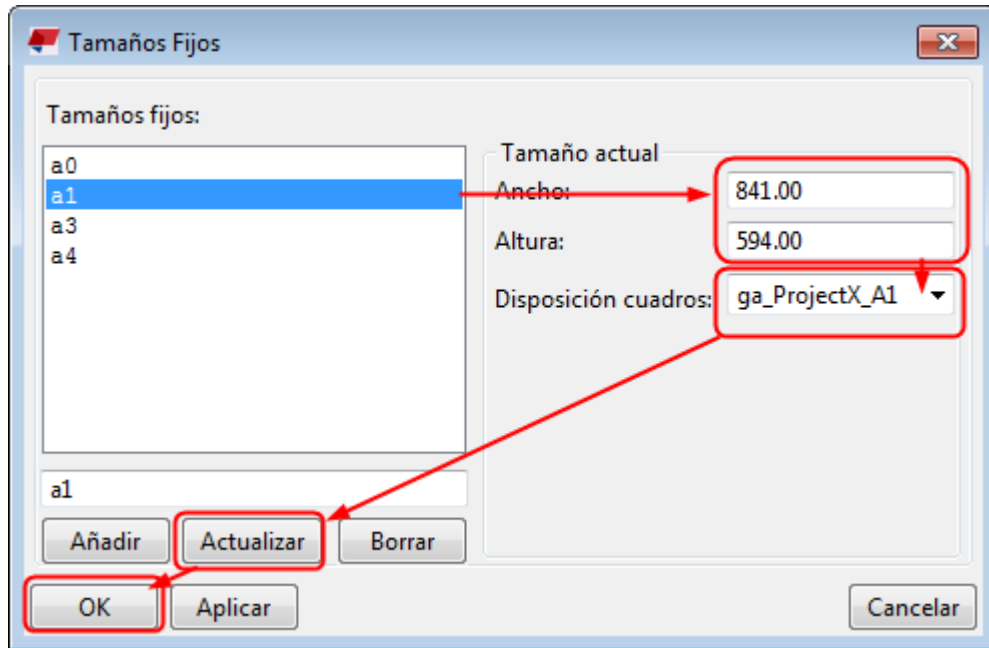 Tamaños Fijos
Tamaños fijos:
a0
a1
a3
a4
a1
Añadir Actualizar Borrar
Tamaño actual
Ancho: 841.00
Altura: 594.00
Disposición cuadros: ga_ProjectX_A1
OK Aplicar Cancelar